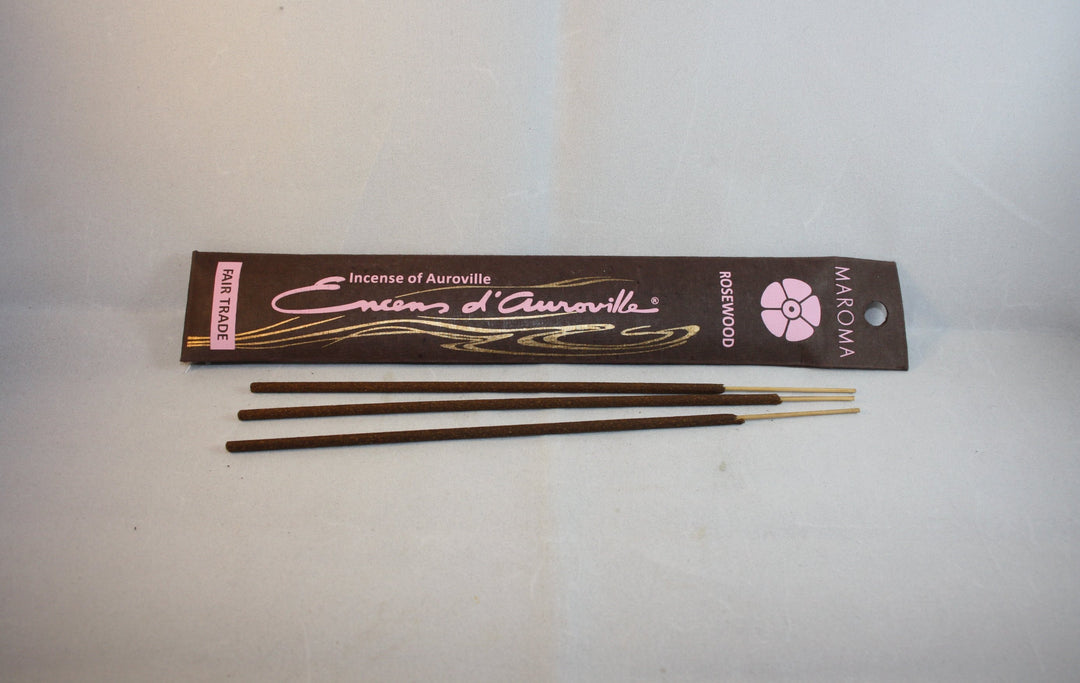 FAIR TRADE
Incense of Auroville
Encens d'Auroville®
ROSEWOOD
MAROMA